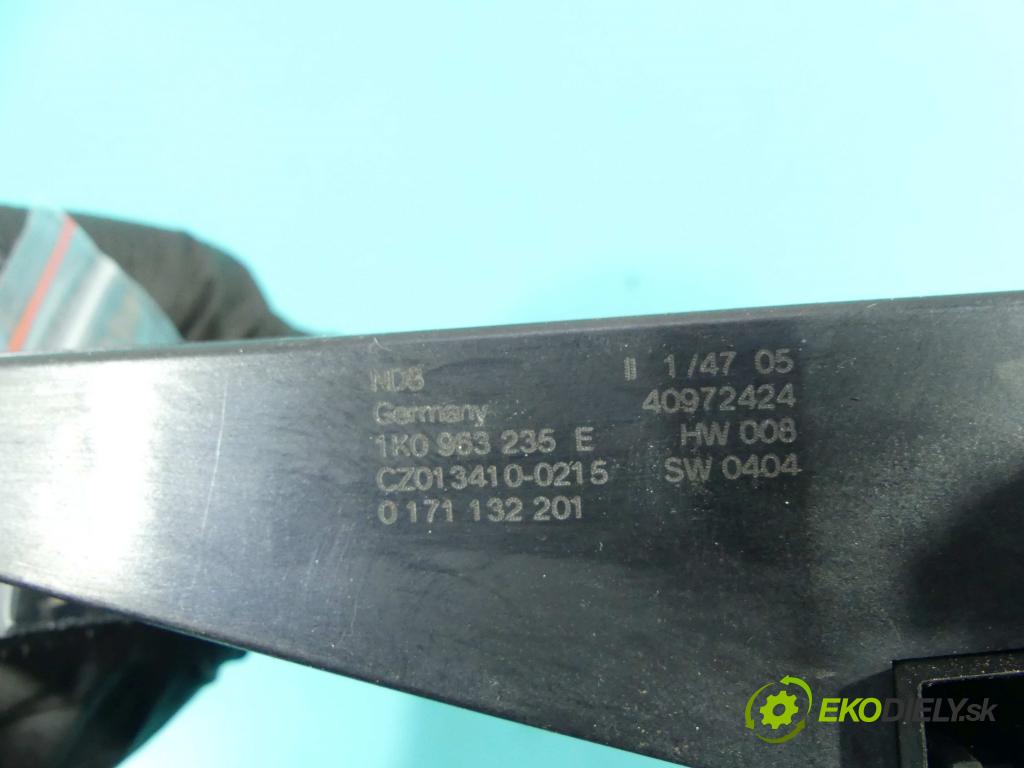 NDS II 1/47 05
Germany 40972424
1K0 963 235 E HW 008
CZ013410-0215 SW 0404
0 171 132 201
EKODIELY.sk